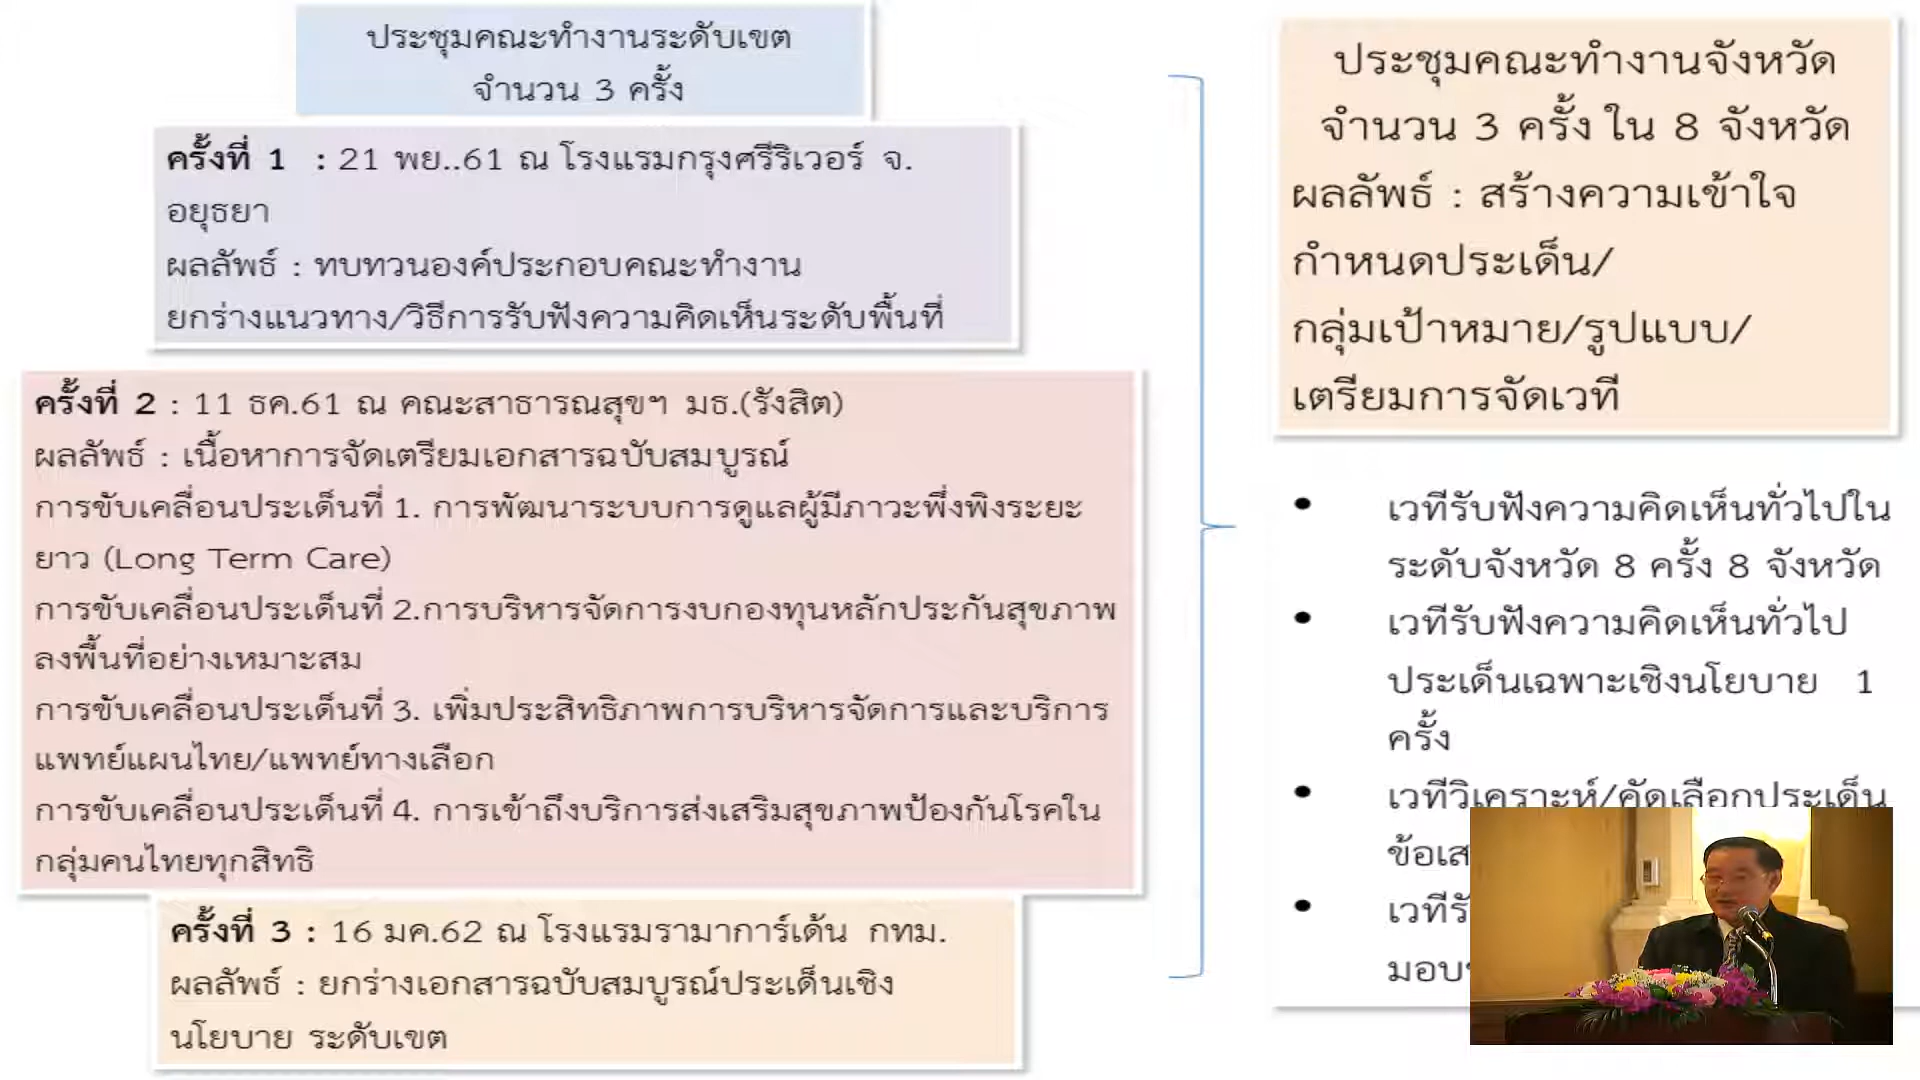 ประชุมคณะทำงานระดับเขต
จำนวน 3 ครั้ง
ครั้งที่ 1 : 21 พย..61 ณ โรงแรมกรุงศรีริเวอร์ จ.
อยุธยา
ผลลัพธ์ : ทบทวนองค์ประกอบคณะทำงาน
ยกร่างแนวทาง/วิธีการรับฟังความคิดเห็นระดับพื้นที่
ครั้งที่ 2 : 11 ธค.61 ณ คณะสาธารณสุขฯ มธ.(รังสิต)
ผลลัพธ์ : เนื้อหาการจัดเตรียมเอกสารฉบับสมบูรณ์
การขับเคลื่อนประเด็นที่ 1. การพัฒนาระบบการดูแลผู้มีภาวะพึ่งพิงระยะ
ยาว (Long Term Care)
การขับเคลื่อนประเด็นที่ 2.การบริหารจัดการงบกองทุนหลักประกันสุขภาพ
ลงพื้นที่อย่างเหมาะสม
การขับเคลื่อนประเด็นที่ 3. เพิ่มประสิทธิภาพการบริหารจัดการและบริการ
แพทย์แผนไทย/แพทย์ทางเลือก
การขับเคลื่อนประเด็นที่ 4. การเข้าถึงบริการส่งเสริมสุขภาพป้องกันโรคใน
กลุ่มคนไทยทุกสิทธิ
ครั้งที่ 3 : 16 มค.62 ณ โรงแรมรามาการ์เด้น กทม.
ผลลัพธ์ : ยกร่างเอกสารฉบับสมบูรณ์ประเด็นเชิง
นโยบาย ระดับเขต
ประชุมคณะทำงานจังหวัด
จำนวน 3 ครั้ง ใน 8 จังหวัด
ผลลัพธ์ : สร้างความเข้าใจ
กำหนดประเด็น/
กลุ่มเป้าหมาย/รูปแบบ/
เตรียมการจัดเวที
• เวทีรับฟังความคิดเห็นทั่วไปใน
ระดับจังหวัด 8 ครั้ง 8 จังหวัด
• เวทีรับฟังความคิดเห็นทั่วไป
ประเด็นเฉพาะเชิงนโยบาย 1
ครั้ง
• เวทีวิเคราะห์/คัดเลือกประเด็น
ข้อเส
• เวทีรั
มอบ